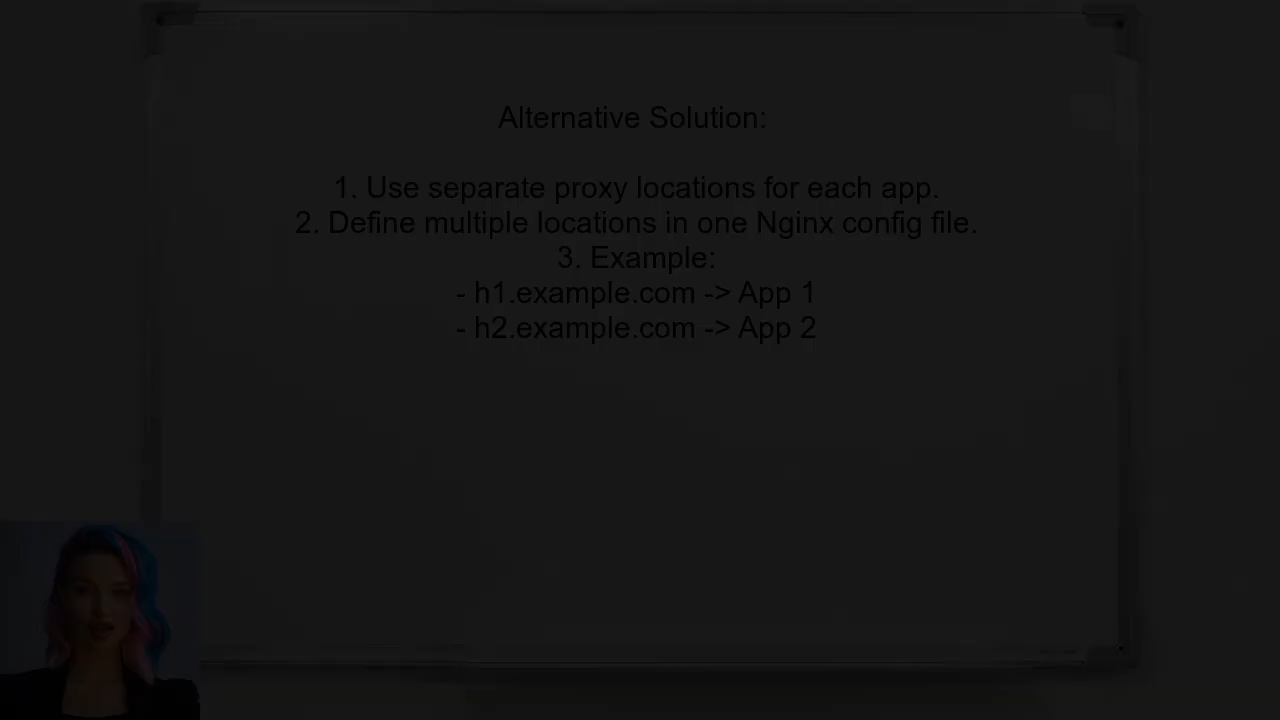 Alternative Solution:
1. Use separate proxy locations for each app.
2. Define multiple locations in one Nginx config file.
3. Example:
- h1.example.com -> App 1
- h2.example.com -> App 2